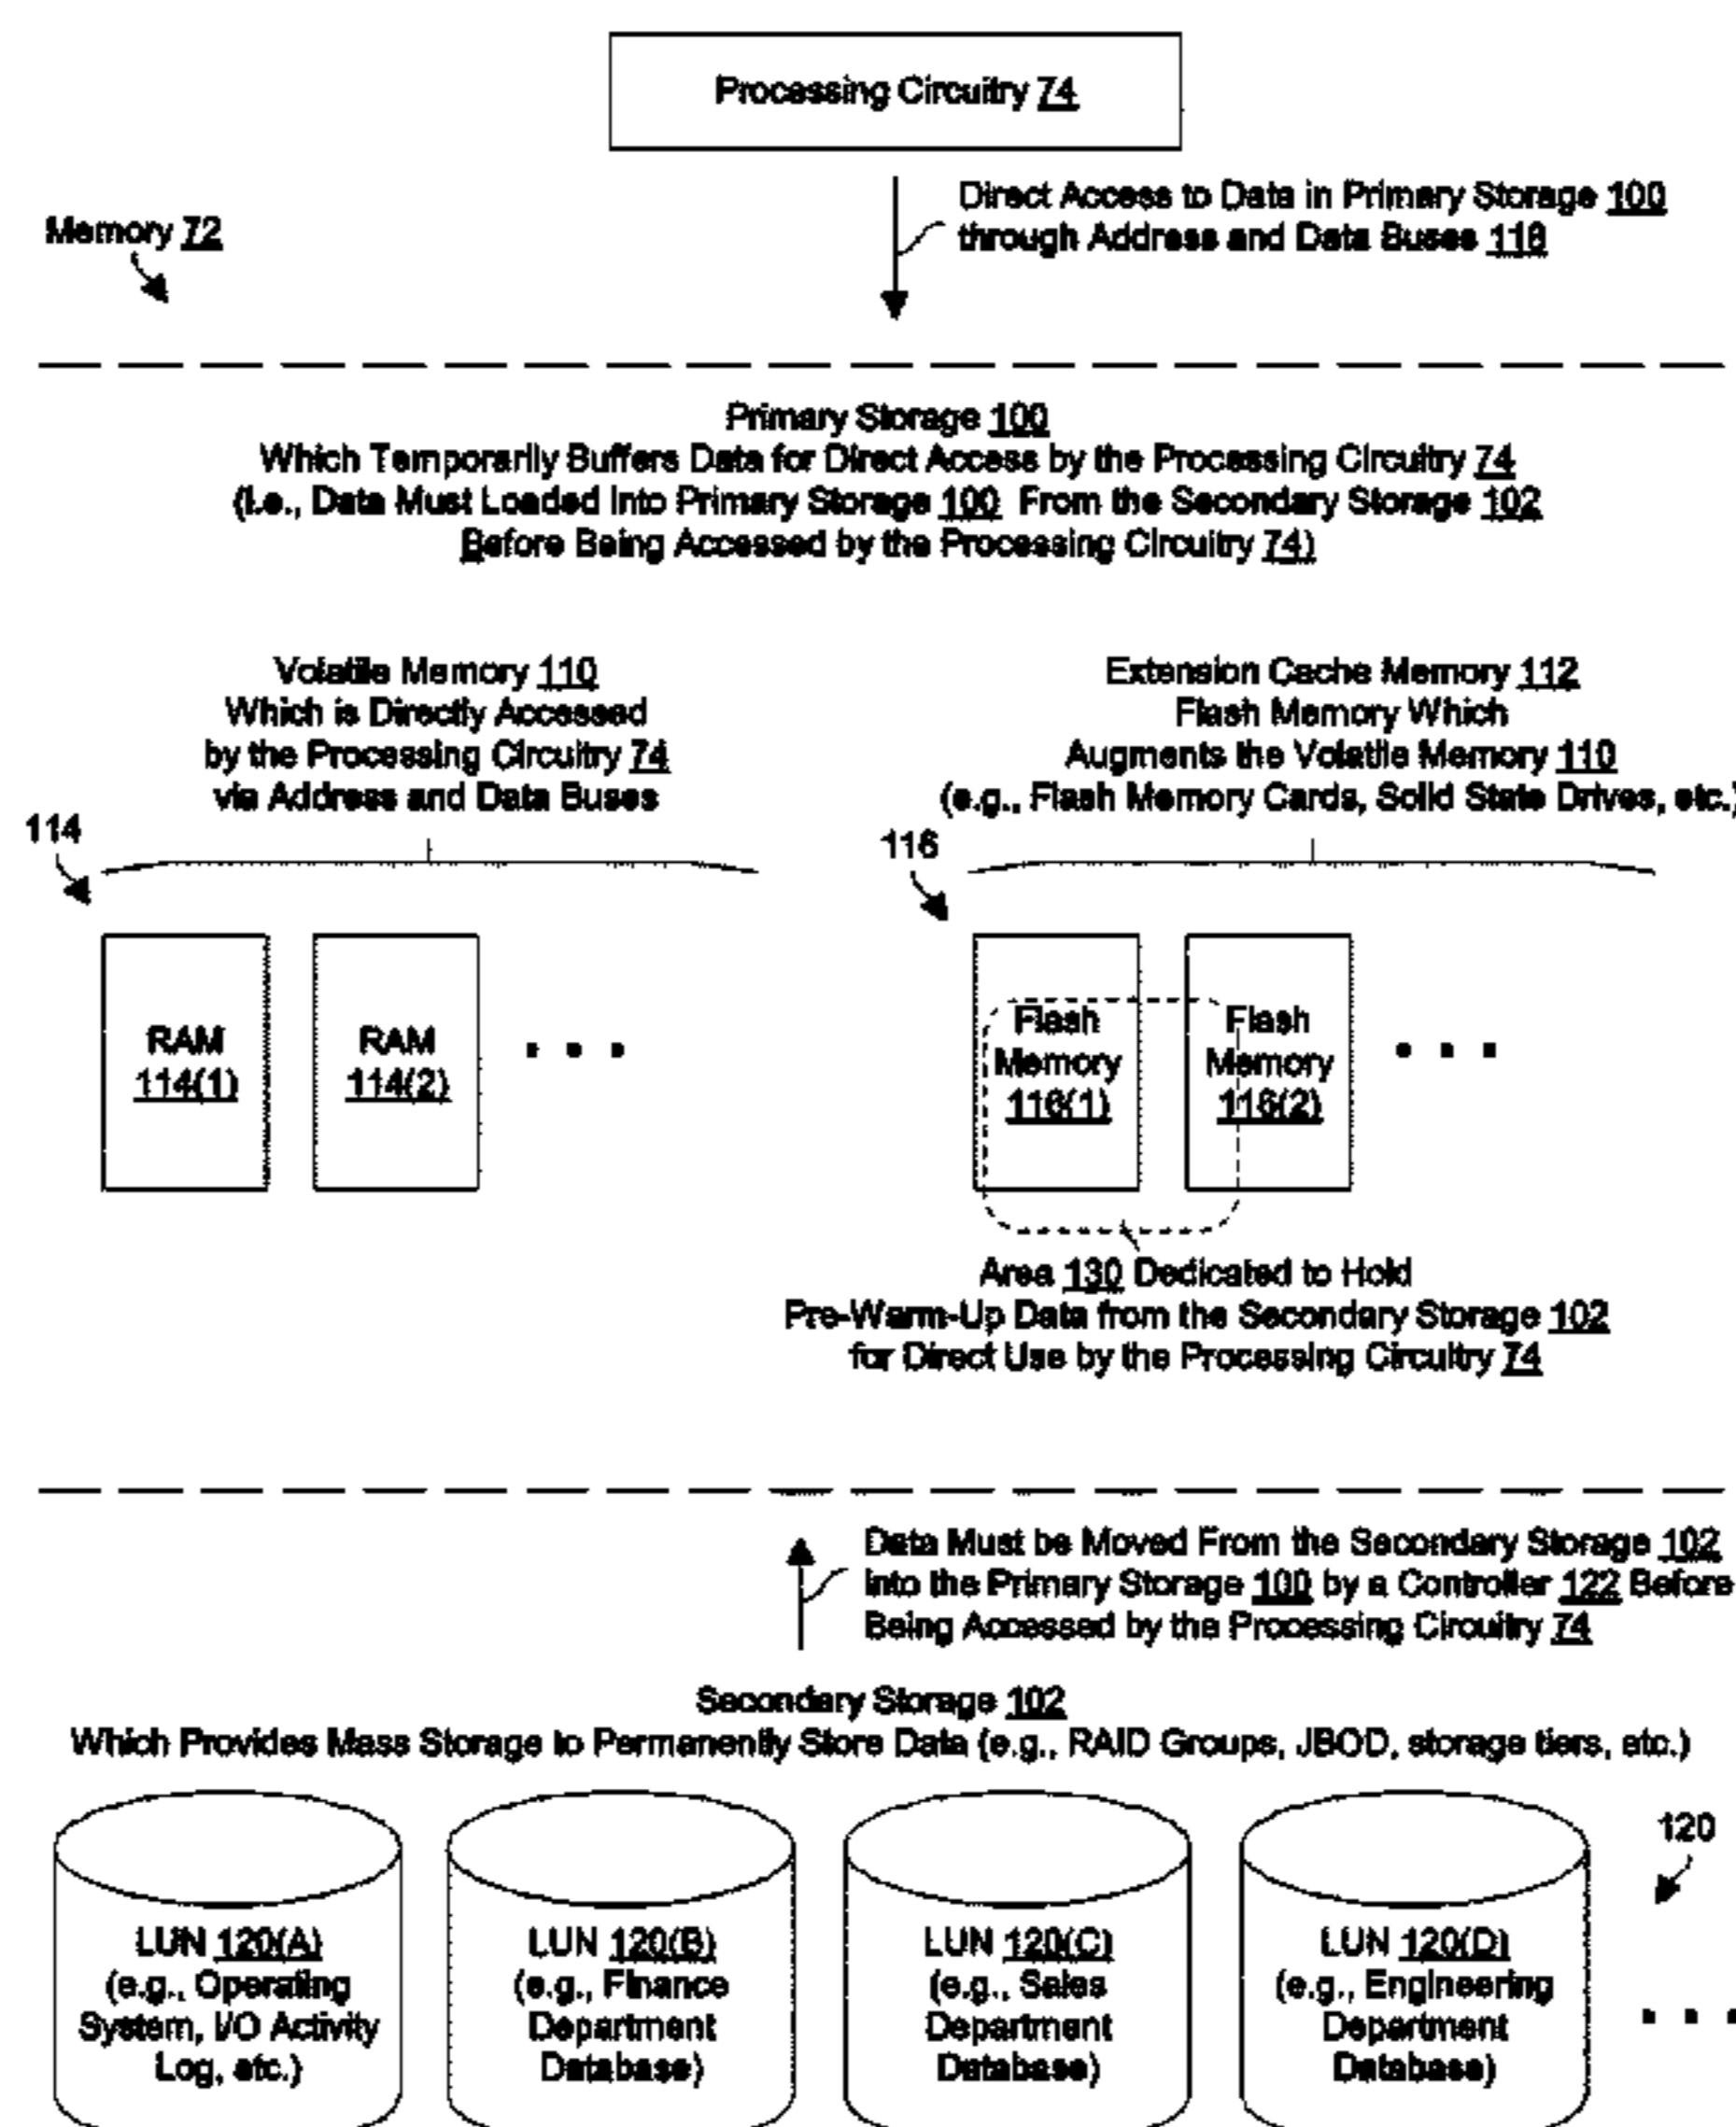 Processing Circuitry 74
Direct Access to Data in Primary Storage 100
through Address and Data Buses 118
Memory 72
Primary Storage 100
Which Temporarily Buffers Data for Direct Access by the Processing Circuitry 74
(I.e., Data Must Loaded Into Primary Storage 100 From the Secondary Storage 102
Before Being Accessed by the Processing Circuitry 74)
Volatile Memory 110
Which is Directly Accessed
by the Processing Circuitry 74
via Address and Data Buses
114
Extension Cache Memory 112
Flash Memory Which
Augments the Volatile Memory 110
(e.g., Flash Memory Cards, Solid State Drives, etc.)
116
RAM
114(1)
RAM
114(2)
Flash
Memory
116(1)
Flash
Memory
116(2)
Area 130 Dedicated to Hold
Pre-Warm-Up Data from the Secondary Storage 102
for Direct Use by the Processing Circuitry 74
Data Must be Moved From the Secondary Storage 102
Into the Primary Storage 100 by a Controller 122 Before
Being Accessed by the Processing Circuitry 74
Secondary Storage 102
Which Provides Mass Storage to Permanently Store Data (e.g., RAID Groups, JBOD, storage tiers, etc.)
120
LUN 120(A)
(e.g., Operating
System, I/O Activity
Log, etc.)
LUN 120(B)
(e.g., Finance
Department
Database)
LUN 120(C)
(e.g., Sales
Department
Database)
LUN 120(D)
(e.g., Engineering
Department
Database)